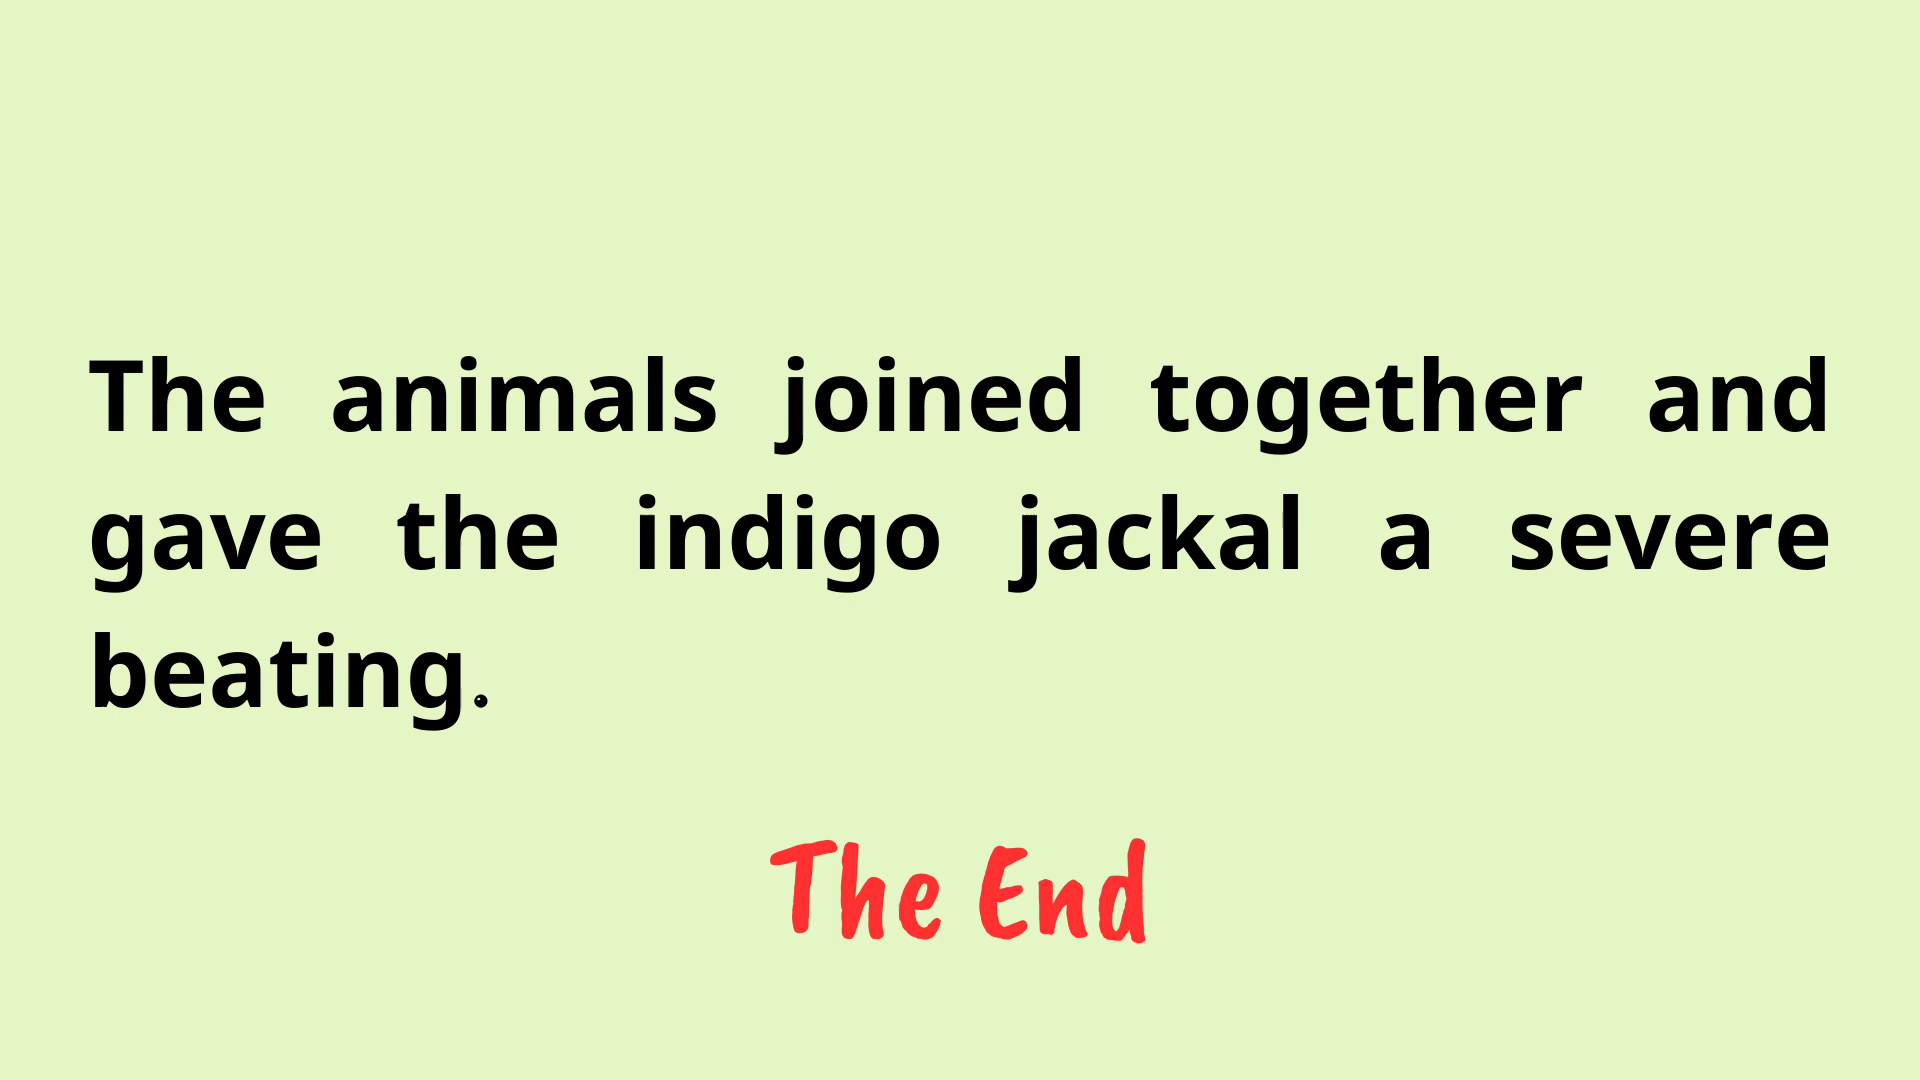 The animals joined together and
gave the indigo jackal a severe
beating.
The End